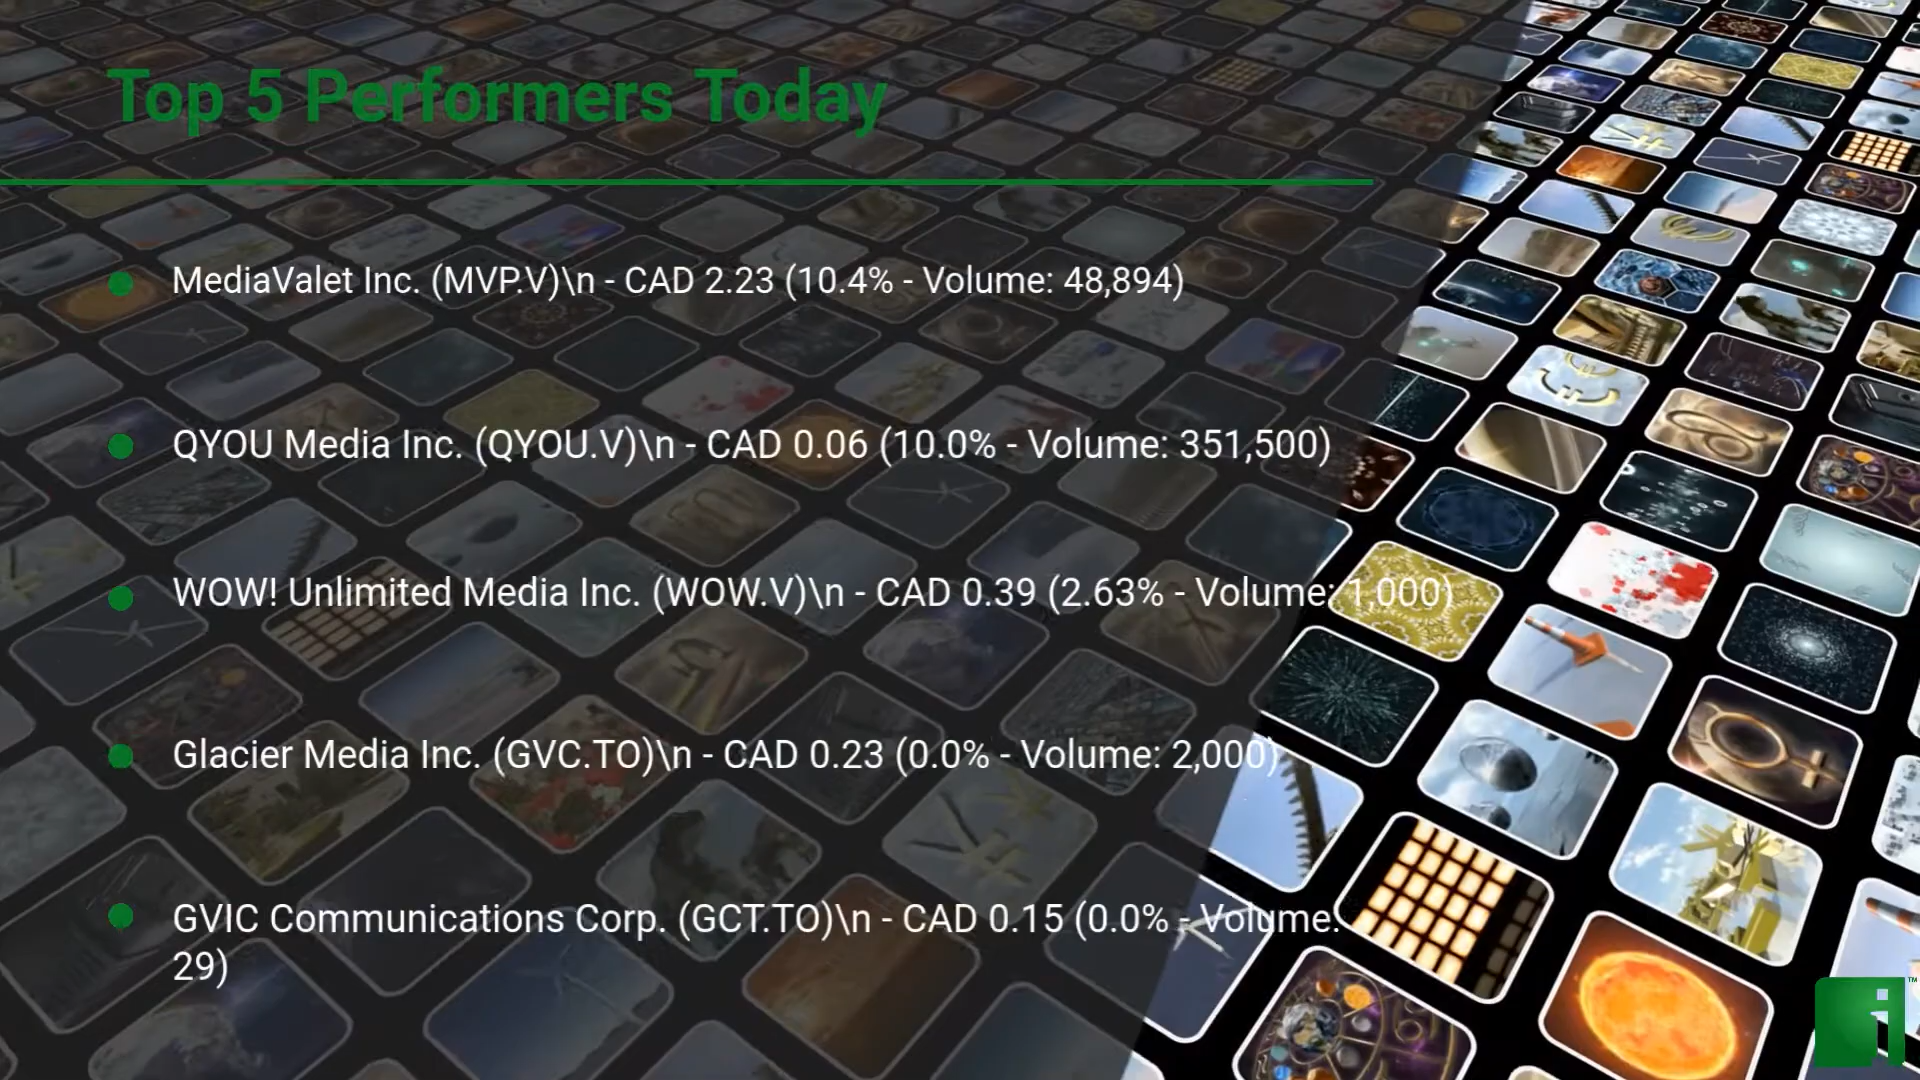 Top 5 Performers Today
MediaValet Inc. (MVP.V)\n - CAD 2.23 (10.4% - Volume: 48,894)
QYOU Media Inc. (QYOU.V)\n - CAD 0.06 (10.0% - Volume: 351,500)
WOW! Unlimited Media Inc. (WOW.V)\n - CAD 0.39 (2.63% - Volume: 1,000)
Glacier Media Inc. (GVC.TO)\n - CAD 0.23 (0.0% - Volume: 2,000)
GVIC Communications Corp. (GCT.TO)\n - CAD 0.15 (0.0% - Volume:
29)
i
TM